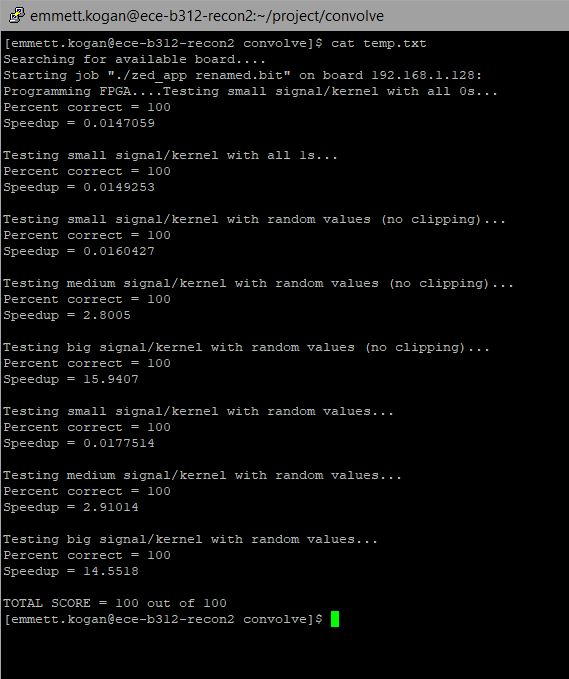 emmett.kogan@ece-b312-recon2:~/project/convolve
[emmett.kogan@ece-b312-recon2 convolve]$ cat temp.txt
Searching for available board....
Starting job "./zed_app renamed.bit" on board 192.168.1.128:
Programming FPGA....Testing small signal/kernel with all 0s...
Percent correct = 100
Speedup = 0.0147059
Testing small signal/kernel with all 1s...
Percent correct = 100
Speedup = 0.0149253
Testing small signal/kernel with random values (no clipping)...
Percent correct = 100
Speedup = 0.0160427
Testing medium signal/kernel with random values (no clipping)...
Percent correct = 100
Speedup = 2.8005
Testing big signal/kernel with random values (no clipping)...
Percent correct = 100
Speedup = 15.9407
Testing small signal/kernel with random values...
Percent correct = 100
Speedup = 0.0177514
Testing medium signal/kernel with random values...
Percent correct = 100
Speedup = 2.91014
Testing big signal/kernel with random values...
Percent correct = 100
Speedup = 14.5518
TOTAL SCORE = 100 out of 100
[emmett.kogan@ece-b312-recon2 convolve]$